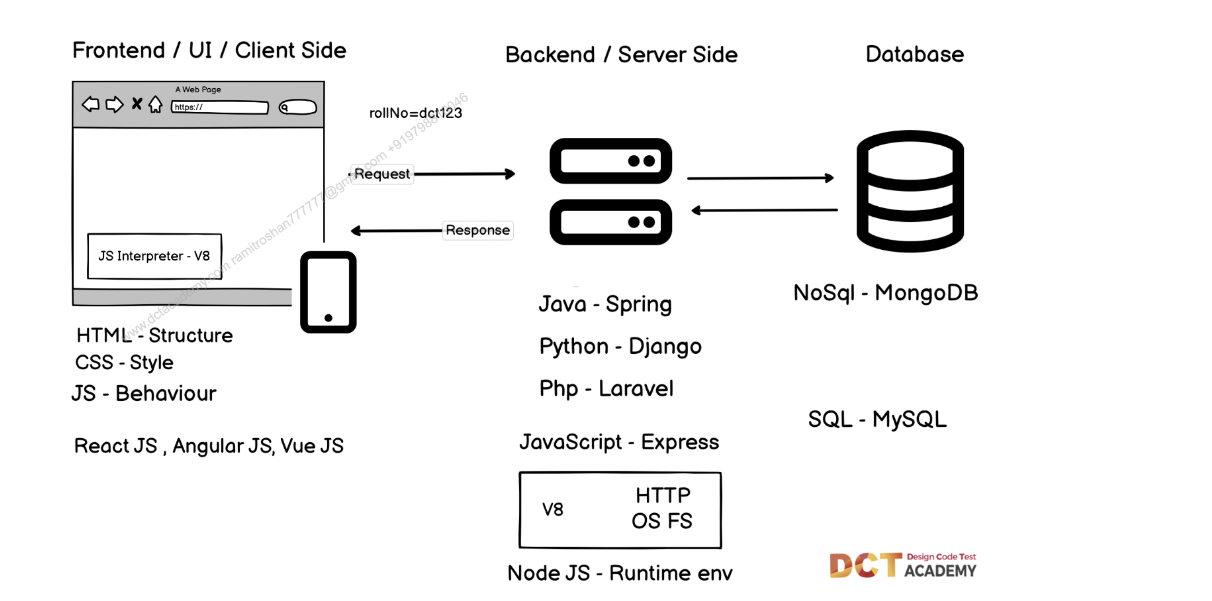 Frontend / UI / Client Side
Backend / Server Side
Database
A Web Page
https://
rollNo=dct123
Request
Response
JS Interpreter - V8
HTML - Structure
CSS - Style
JS - Behaviour
React JS , Angular JS, Vue JS
Java - Spring
Python - Django
Php - Laravel
JavaScript - Express
V8
HTTP
OS FS
Node JS - Runtime env
NoSql - MongoDB
SQL - MySQL
DCT
Design Code Test
ACADEMY
www.dctacademy.com ramitroshan777777@gmail.com